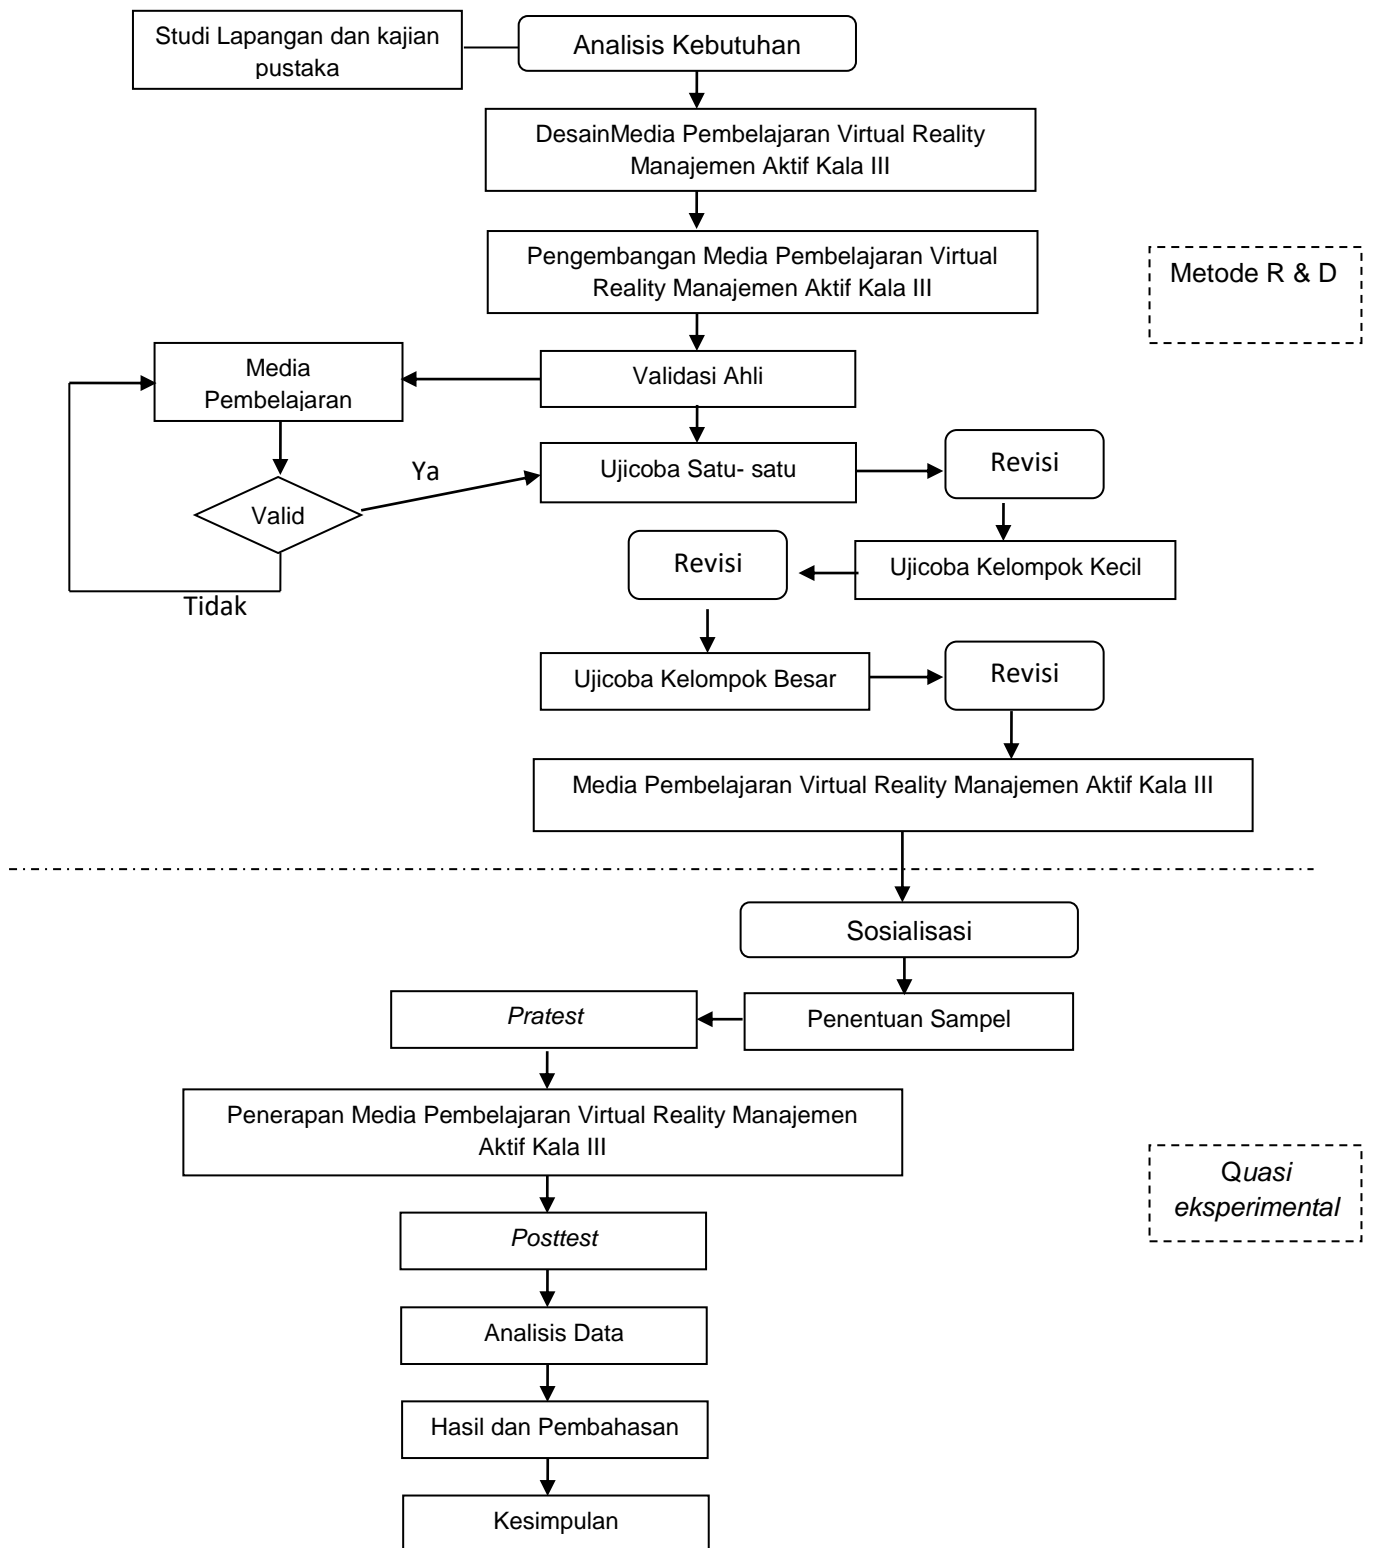 Studi Lapangan dan kajian
pustaka
Analisis Kebutuhan
DesainMedia Pembelajaran Virtual Reality
Manajemen Aktif Kala III
Pengembangan Media Pembelajaran Virtual
Reality Manajemen Aktif Kala III
Metode R & D
Media
Pembelajaran
Validasi Ahli
Ya
Ujicoba Satu- satu
Revisi
Valid
Tidak
Revisi
Ujicoba Kelompok Kecil
Ujicoba Kelompok Besar
Revisi
Media Pembelajaran Virtual Reality Manajemen Aktif Kala III
Sosialisasi
Pratest
Penentuan Sampel
Penerapan Media Pembelajaran Virtual Reality Manajemen
Aktif Kala III
Quasi
eksperimental
Posttest
Analisis Data
Hasil dan Pembahasan
Kesimpulan